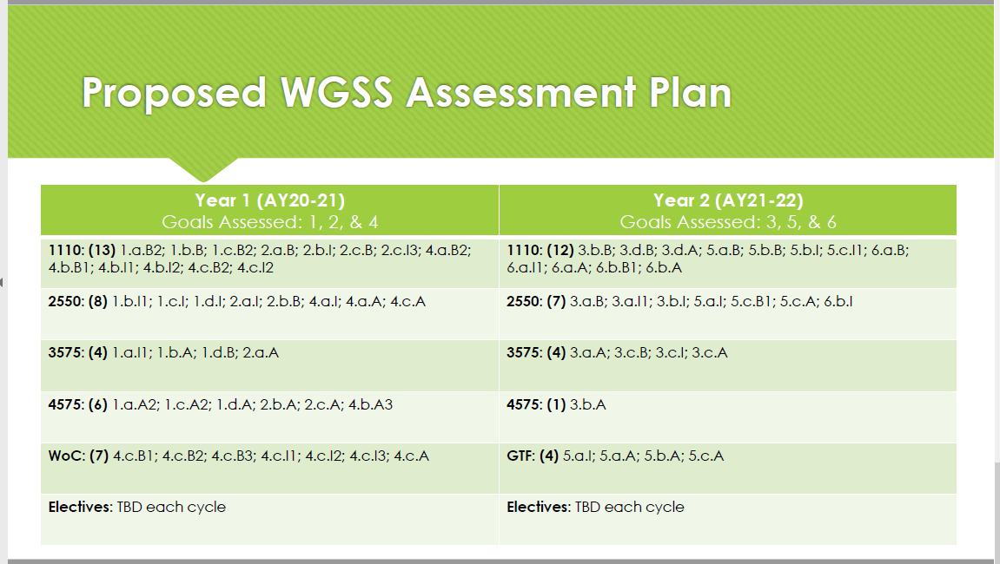 Proposed WGSS Assessment Plan
Year 1 (AY20-21)
Goals Assessed: 1, 2, & 4
Year 2 (AY21-22)
Goals Assessed: 3, 5, & 6
1110: (13) 1.a.B2; 1.b.B; 1.c.B2; 2.a.B; 2.b.I; 2.c.B; 2.c.I3; 4.a.B2;
4.b.B1; 4.b.I1; 4.b.I2; 4.c.B2; 4.c.I2
1110: (12) 3.b.B; 3.d.B; 3.d.A; 5.a.B; 5.b.B; 5.b.I; 5.c.I1; 6.a.B;
6.a.I1; 6.a.A; 6.b.B1; 6.b.A
2550: (8) 1.b.I1; 1.c.I; 1.d.I; 2.a.I; 2.b.B; 4.a.I; 4.a.A; 4.c.A
2550: (7) 3.a.B; 3.a.I1; 3.b.I; 5.a.I; 5.c.B1; 5.c.A; 6.b.I
3575: (4) 1.a.I1; 1.b.A; 1.d.B; 2.a.A
3575: (4) 3.a.A; 3.c.B; 3.c.I; 3.c.A
4575: (6) 1.a.A2; 1.c.A2; 1.d.A; 2.b.A; 2.c.A; 4.b.A3
4575: (1) 3.b.A
WoC: (7) 4.c.B1; 4.c.B2; 4.c.B3; 4.c.I1; 4.c.I2; 4.c.I3; 4.c.A
GTF: (4) 5.a.I; 5.a.A; 5.b.A; 5.c.A
Electives: TBD each cycle
Electives: TBD each cycle